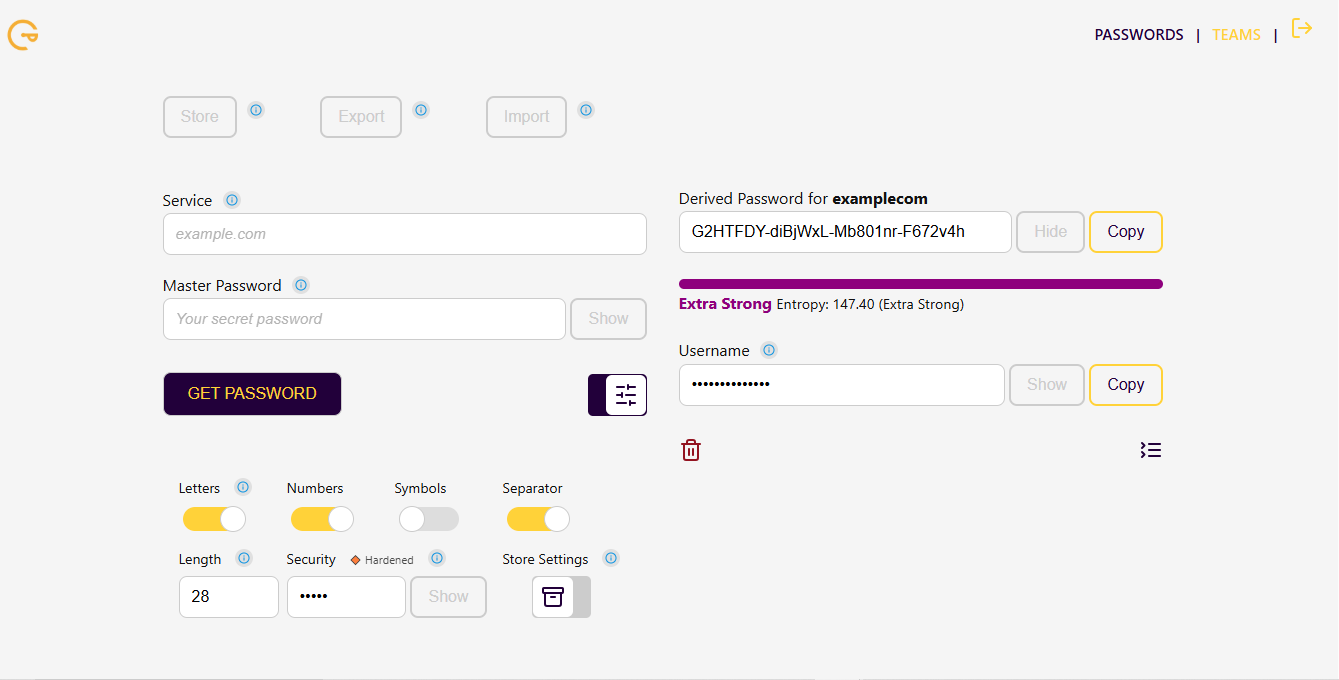 PASSWORDS | TEAMS |
Store Export Import
Service
example.com
Master Password
Your secret password Show
GET PASSWORD
Derived Password for examplecom
G2HTFDY-diBjWxL-Mb801nr-F672v4h Hide Copy
Extra Strong Entropy: 147.40 (Extra Strong)
Username
•••••••••••••• Show Copy
Letters Numbers Symbols Separator
Length Security Hardened Store Settings
28 ••••• Show